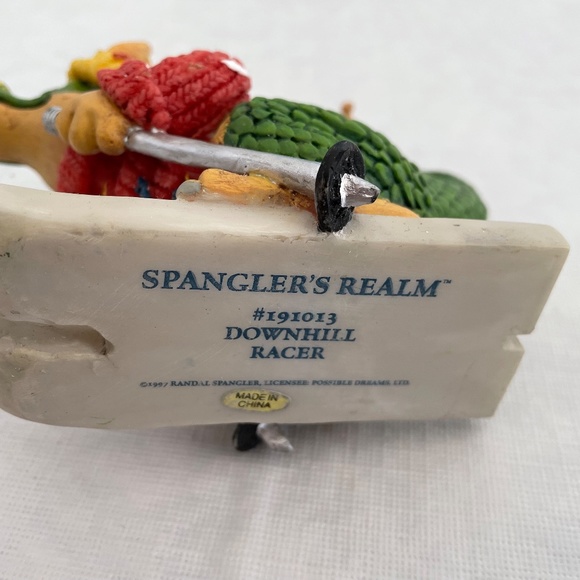 SPANGLER'S REALM™
#191013
DOWNHILL
RACER
©1997 RANDAL SPANGLER, LICENSEE: POSSIBLE DREAMS, LTD.
MADE IN
CHINA